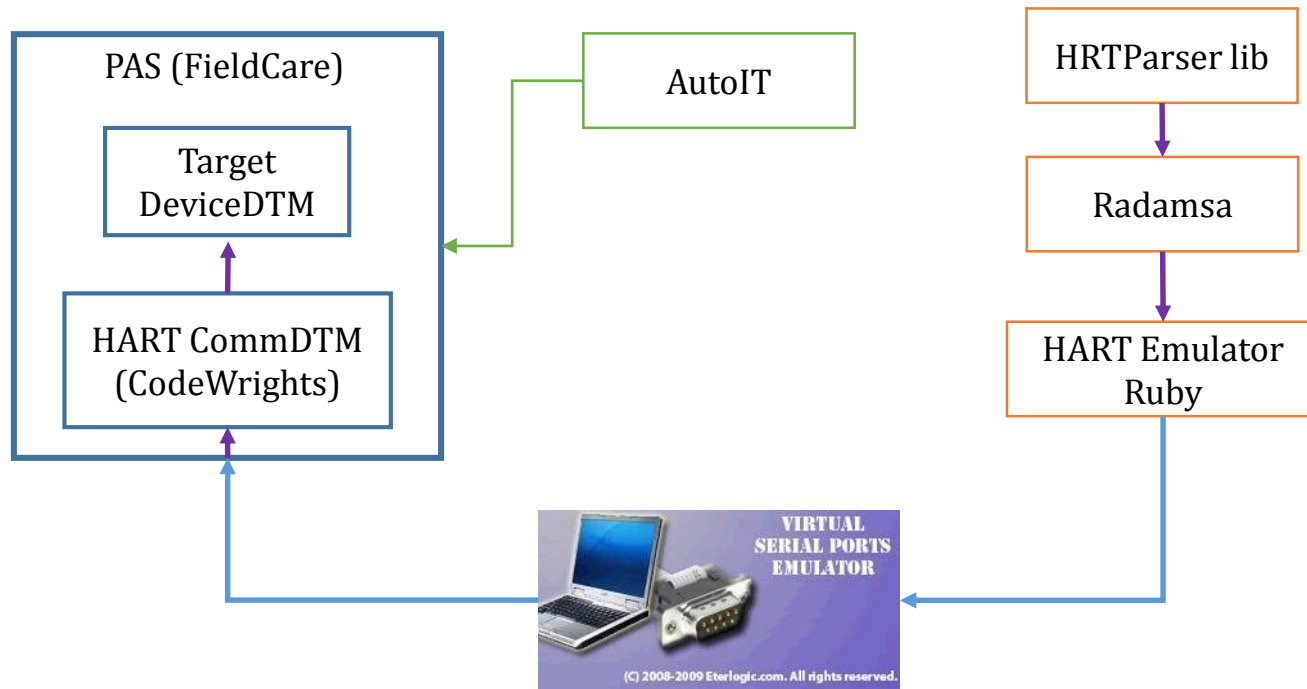 PAS (FieldCare)
Target
DeviceDTM
HART CommDTM
(CodeWrights)
AutoIT
HRTParser lib
Radamsa
HART Emulator
Ruby
VIRTUAL
SERIAL PORTS
EMULATOR
(C) 2008-2009 Eterlogic.com. All rights reserved.